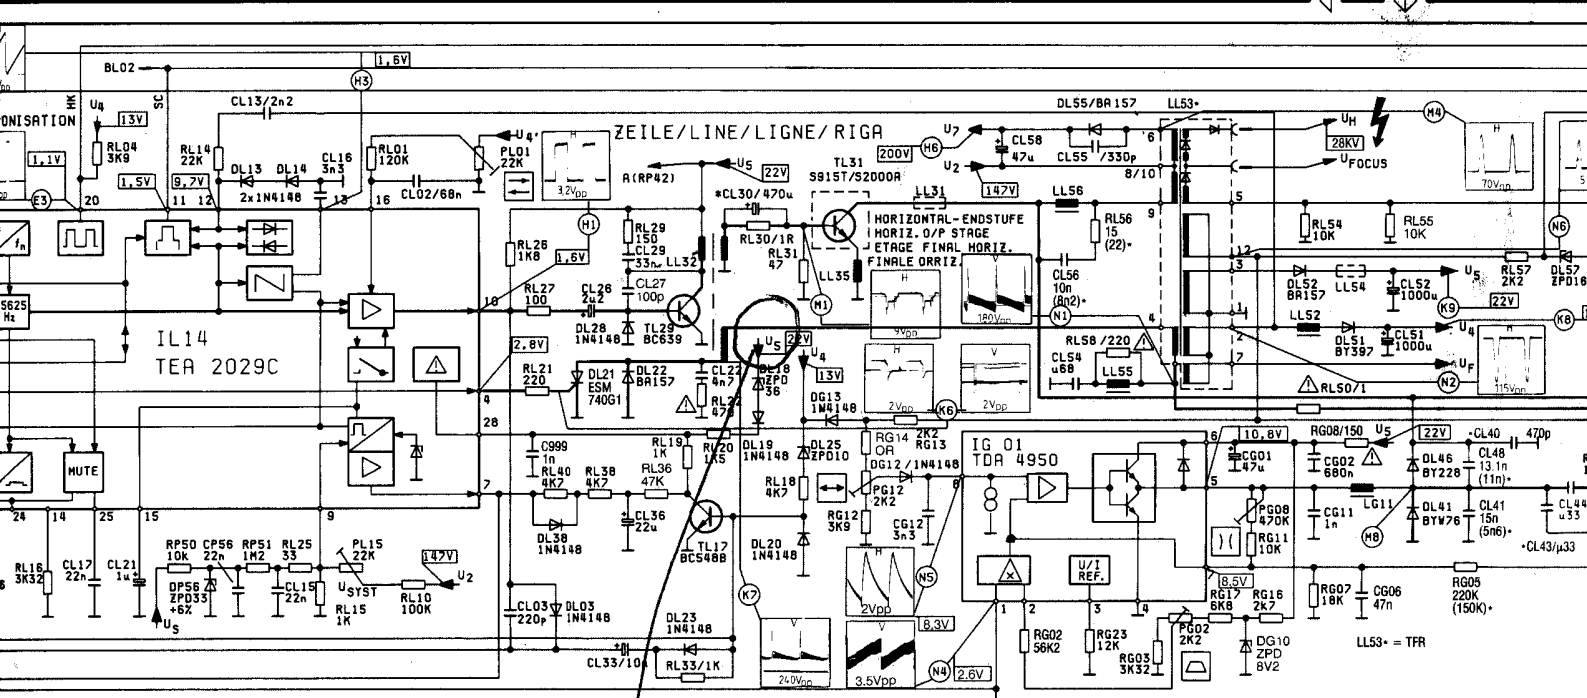 BL02
1,6V
H3
HK
SC
U4
13V
ONISATION
CL13/2n2
DL55/BA157
LL53*
M4
UH
28KV
UFOCUS
RL04
3K9
1,1V
RL14
22K
DL13
DL14
CL16
3n3
2x1N4148
RL01
120K
PL01
22K
U4'
H
3,2Vpp
ZEILE/LINE/LIGNE/RIGA
A(RP42)
U5
22V
TL31
S915T/S2000A
200V
H6
U7
U2
147V
CL58
47u
CL55
/330p
6
8/10
H
70Vpp
E3
20
1,5V
9,7V
11
12
13
16
CL02/68n
H1
*CL30/470u
RL30/1R
LL31
LL56
9
5
HORIZONTAL-ENDSTUFE
HORIZ. O/P STAGE
ETAGE FINAL HORIZ.
FINALE ORRIZ.
RL56
15
(22)*
RL54
10K
RL55
10K
N6
fn
RL26
1K8
1,6V
RL29
150
CL29
33n
LL32
RL31
47
LL35
12
3
RL57
2K2
DL57
ZPD16
5625
Hz
IL14
TEA 2029C
10
RL27
100
CL26
2u2
CL27
100p
DL28
1N4148
TL29
BC639
M1
9Vpp
180Vpp
N1
CL56
10n
(8n2)*
DL52
BA157
LL54
CL52
1000u
U5
K9
22V
1
4
2
7
LL52
DL51
BY397
CL51
1000u
U4
K8
UF
N2
H
115Vpp
2,8V
RL21
220
4
28
DL21
ESM
740G1
DL22
BA157
CL22
4n7
U5
22V
U4
13V
DL18
ZPD
36
DG13
1N4148
H
2Vpp
V
2Vpp
K6
RL58/220
CL54
u68
LL55
RL50/1
MUTE
C999
1n
RL19
1K
RL20
1K5
DL19
1N4148
DL25
ZPD10
RG14
0R
2K2
RG13
DG12/1N4148
IG 01
TDA 4950
6
10,8V
CG01
47u
RG08/150
U5
22V
CG02
680n
*CL40
470p
DL46
BY228
CL48
13.1n
(11n)*
7
RL40
4K7
RL38
4K7
RL36
47K
RL18
4K7
PG12
2K2
8
5
24
14
25
15
9
DL38
1N4148
CL36
22u
TL17
BC548B
DL20
1N4148
RG12
3K9
CG12
3n3
PG08
470K
RG11
10K
CG11
1n
LG11
M8
DL41
BYW76
CL41
15n
(5n6)*
CL44
u33
*CL43/µ33
RL16
3K32
CL17
22n
CL21
1u
RP50
10k
CP56
22n
RP51
1M2
RL25
33
PL15
22K
147V
DP56
ZPD33
+6%
CL15
22n
USYST
RL15
1K
RL10
100K
U2
U5
CL03
220p
DL03
1N4148
DL23
1N4148
CL33/10u
RL33/1K
K7
V
240Vpp
H
2Vpp
N5
8,3V
V
3.5Vpp
N4
2.6V
U/I
REF.
1
2
3
4
7
8,5V
RG02
56K2
RG23
12K
RG03
3K32
PG02
2K2
RG17
6K8
RG16
2k7
DG10
ZPD
8V2
RG07
18K
CG06
47n
RG05
220K
(150K)*
LL53* = TFR